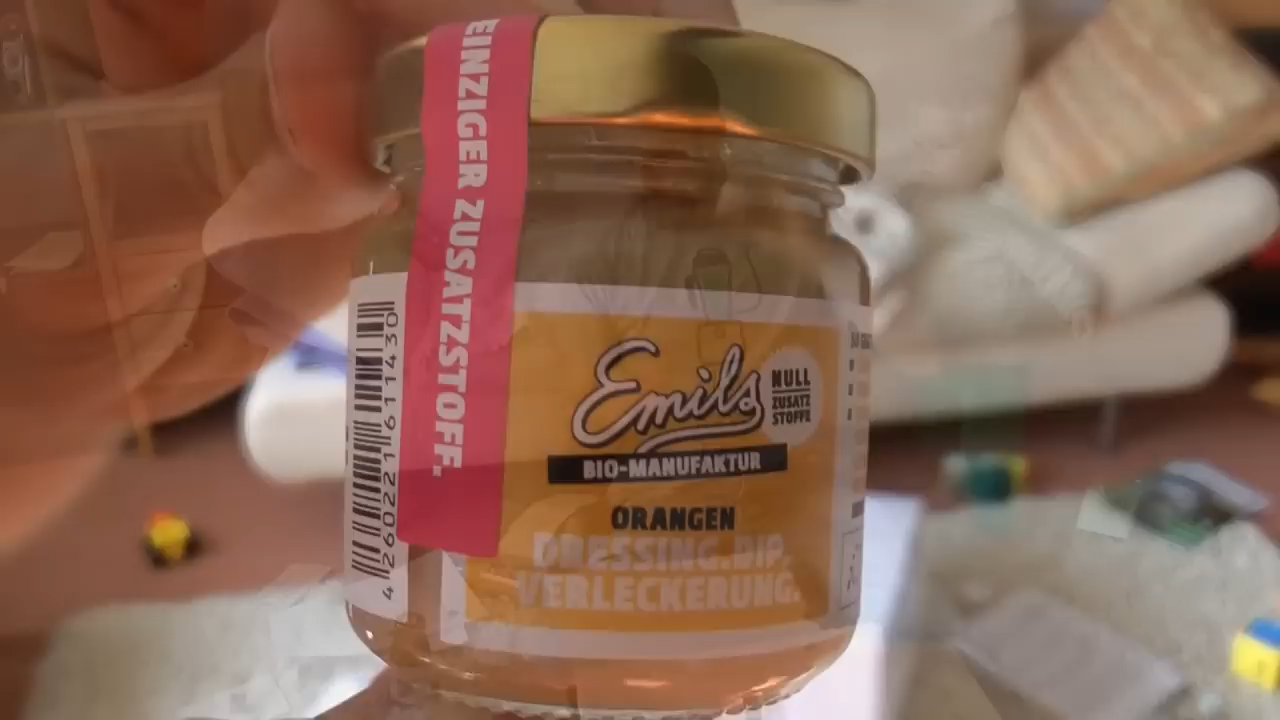 EINZIGER ZUSATZSTOFF.
4 260221 611430
Emils
NULL
ZUSATZ
STOFFE
BIO-MANUFAKTUR
ORANGEN
DRESSING.DIP.
VERLECKERUNG.